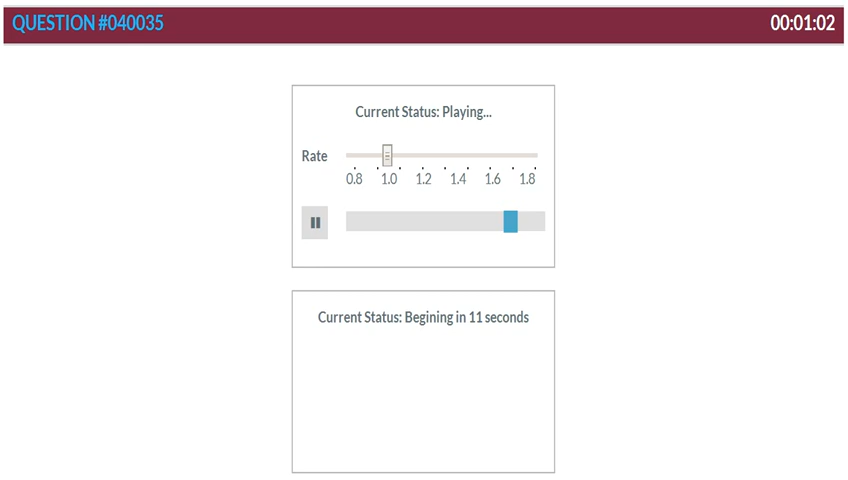 QUESTION #040035 00:01:02
Current Status: Playing...
Rate
0.8 1.0 1.2 1.4 1.6 1.8
Current Status: Begining in 11 seconds